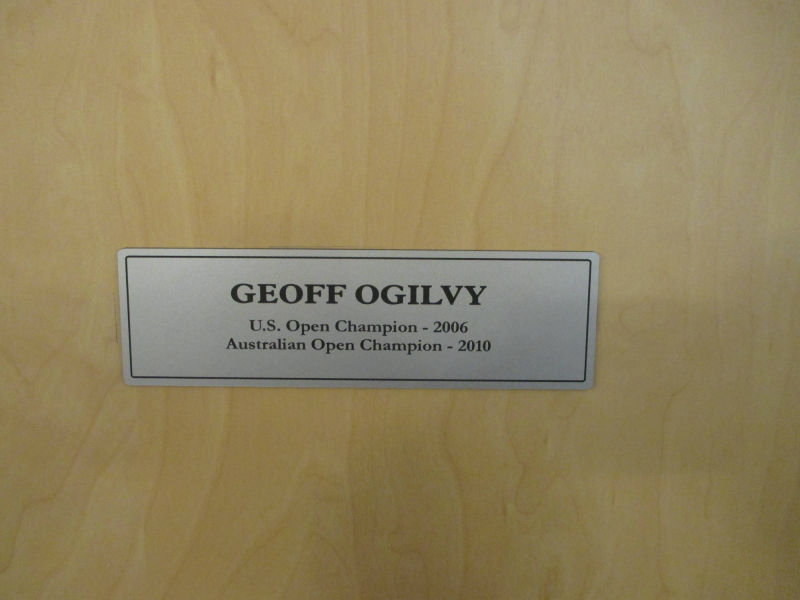 GEOFF OGILVY
U.S. Open Champion - 2006
Australian Open Champion - 2010